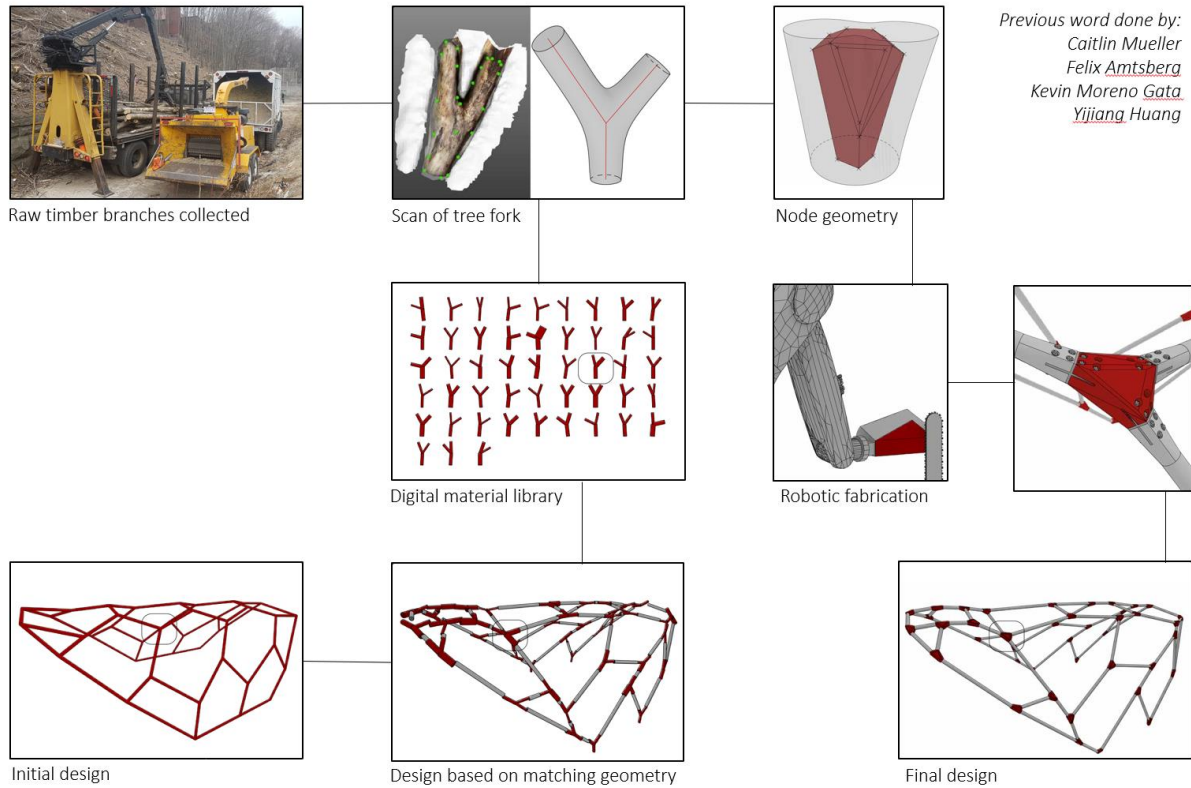 Previous word done by:
Caitlin Mueller
Felix Amtsberg
Kevin Moreno Gata
Yijiang Huang
Raw timber branches collected
Scan of tree fork
Node geometry
Digital material library
Robotic fabrication
Initial design
Design based on matching geometry
Final design